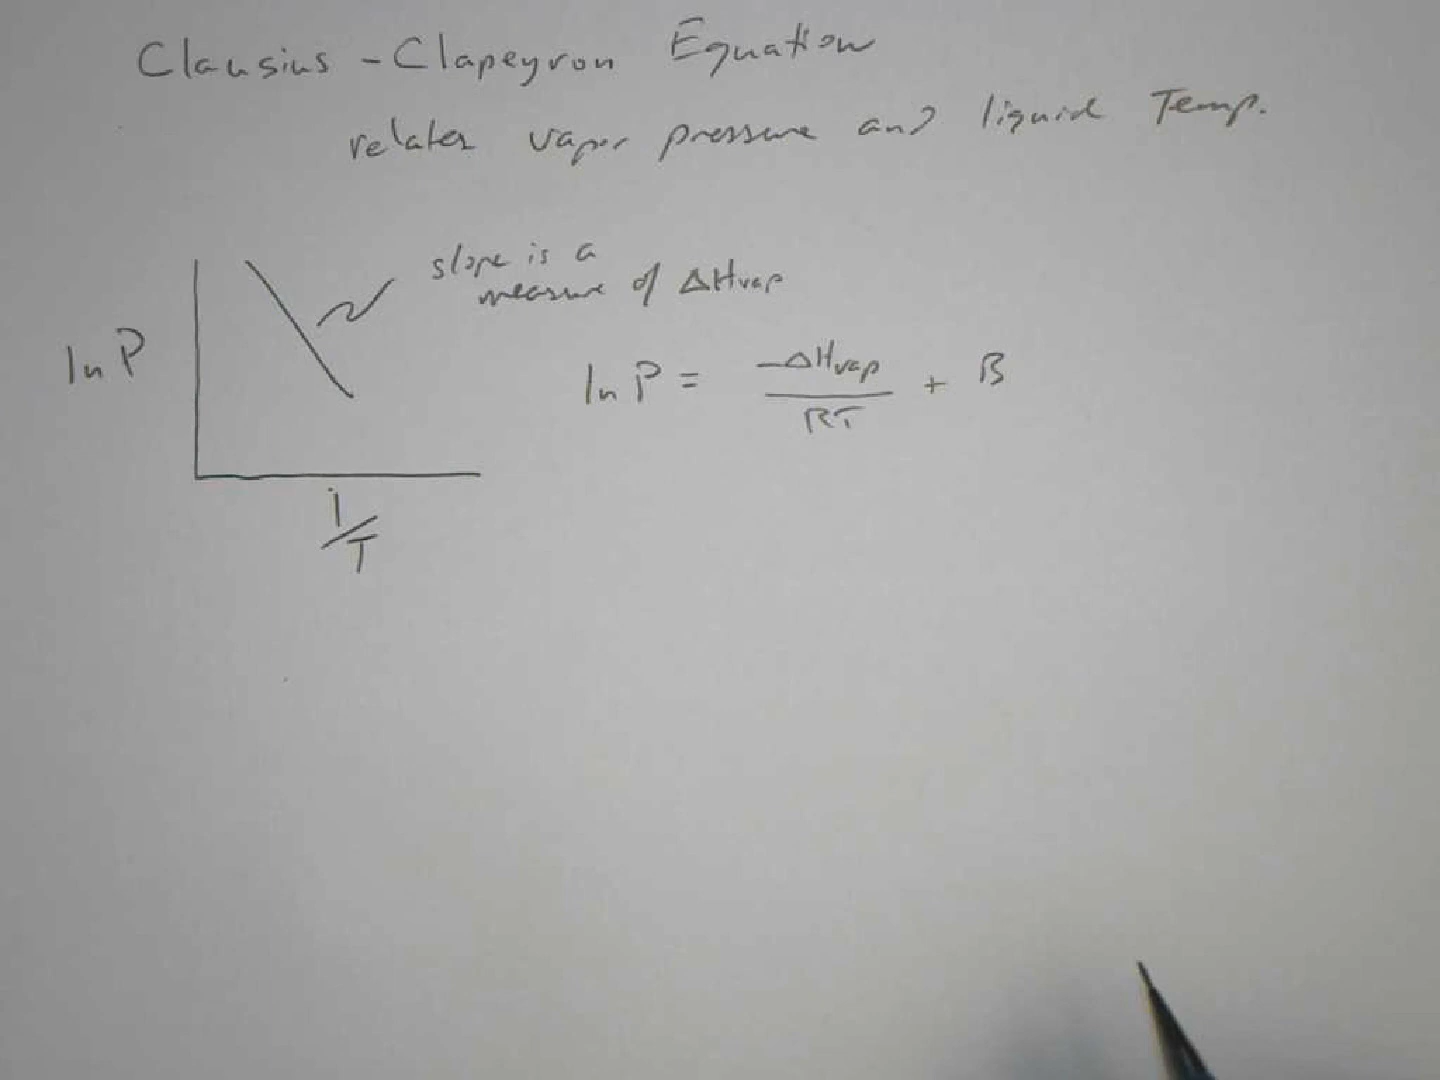 Clausius - Clapeyron Equation
relates vapor pressure and liquid Temp.
slope is a
measure of ΔHvap
ln P
ln P = -ΔHvap / RT + B
1/T